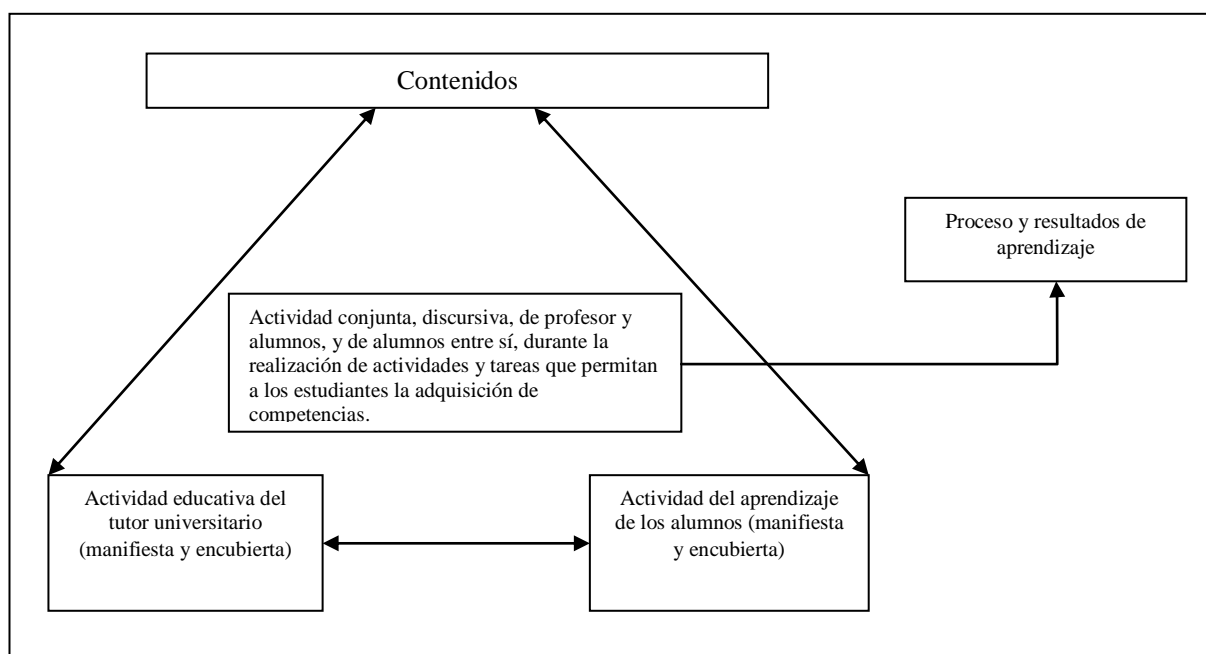 Contenidos
Proceso y resultados de
aprendizaje
Actividad conjunta, discursiva, de profesor y
alumnos, y de alumnos entre sí, durante la
realización de actividades y tareas que permitan
a los estudiantes la adquisición de
competencias.
Actividad educativa del
tutor universitario
(manifiesta y encubierta)
Actividad del aprendizaje
de los alumnos (manifiesta
y encubierta)